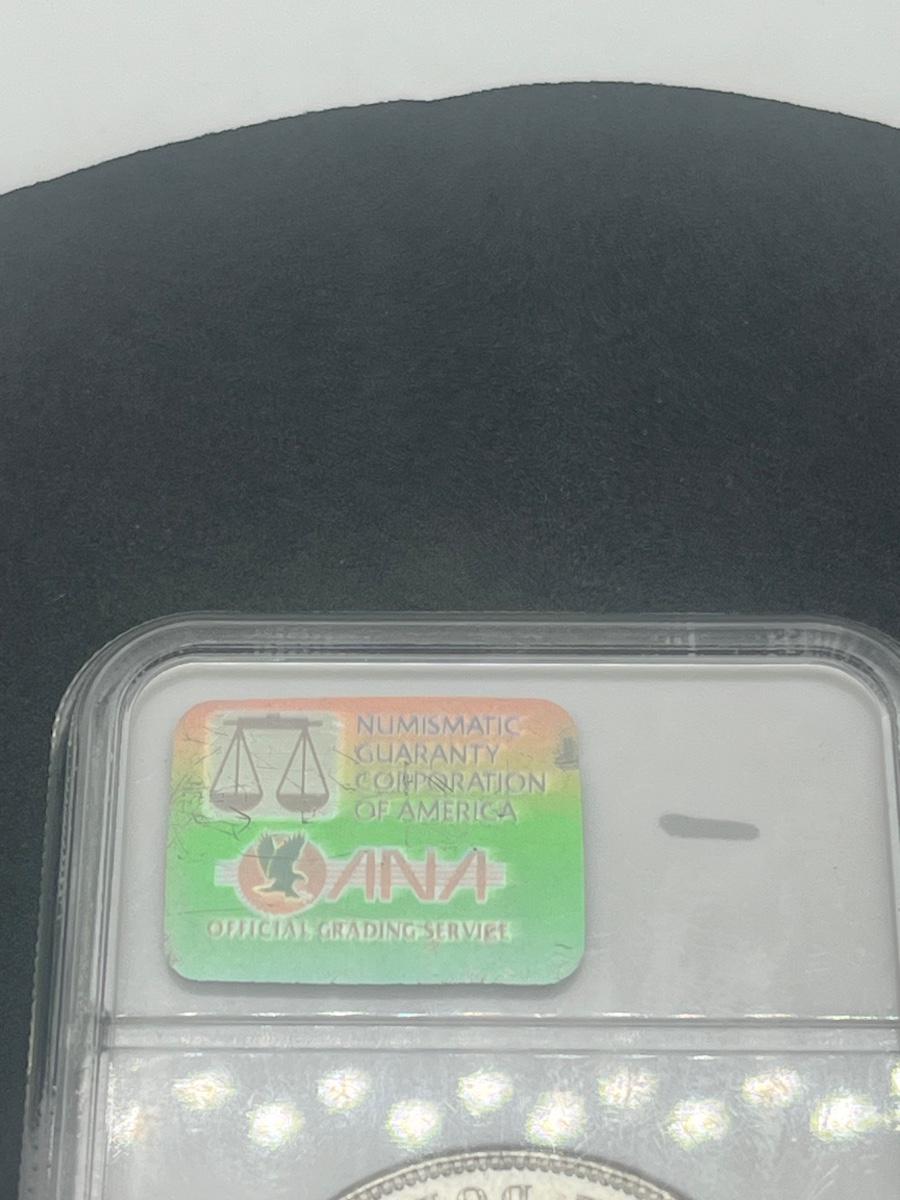 NUMISMATIC
GUARANTY
CORPORATION
OF AMERICA
ANA
OFFICIAL GRADING SERVICE